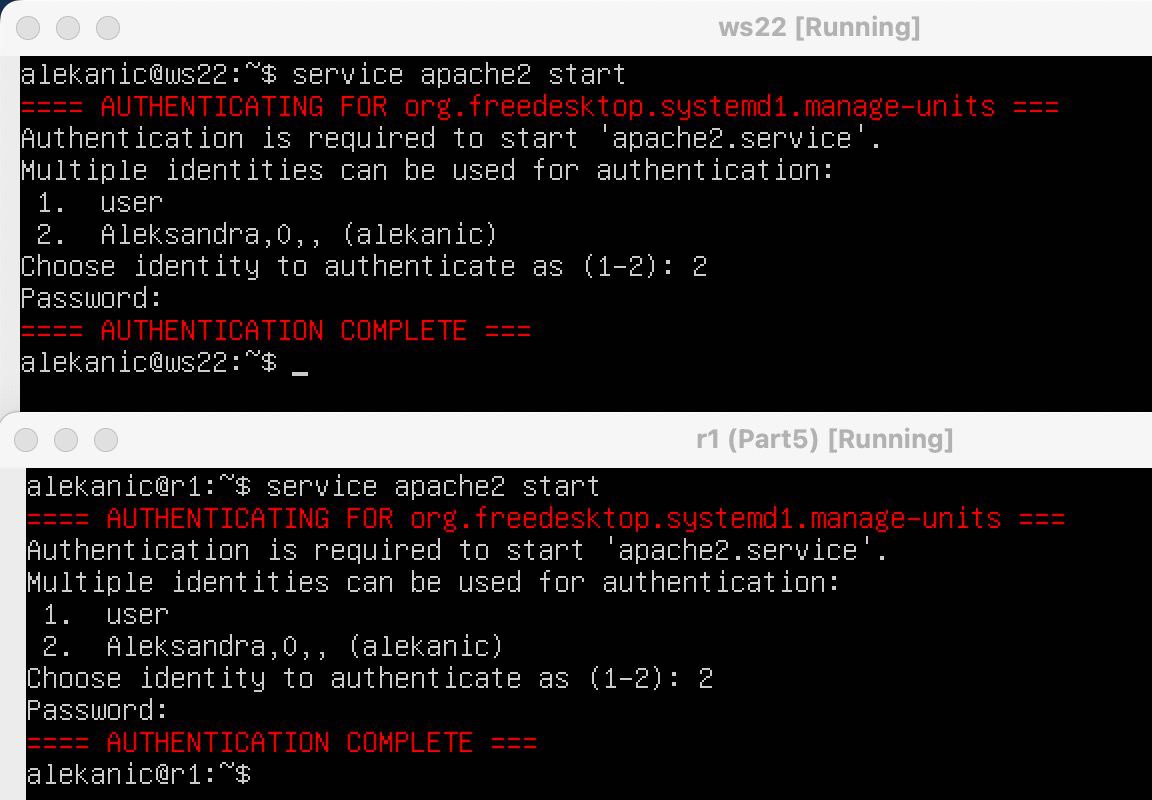 ws22 [Running]
alekanic@ws22:~$ service apache2 start
==== AUTHENTICATING FOR org.freedesktop.systemd1.manage-units ===
Authentication is required to start 'apache2.service'.
Multiple identities can be used for authentication:
 1.  user
 2.  Aleksandra,0,, (alekanic)
Choose identity to authenticate as (1-2): 2
Password:
==== AUTHENTICATION COMPLETE ===
alekanic@ws22:~$ _
r1 (Part5) [Running]
alekanic@r1:~$ service apache2 start
==== AUTHENTICATING FOR org.freedesktop.systemd1.manage-units ===
Authentication is required to start 'apache2.service'.
Multiple identities can be used for authentication:
 1.  user
 2.  Aleksandra,0,, (alekanic)
Choose identity to authenticate as (1-2): 2
Password:
==== AUTHENTICATION COMPLETE ===
alekanic@r1:~$